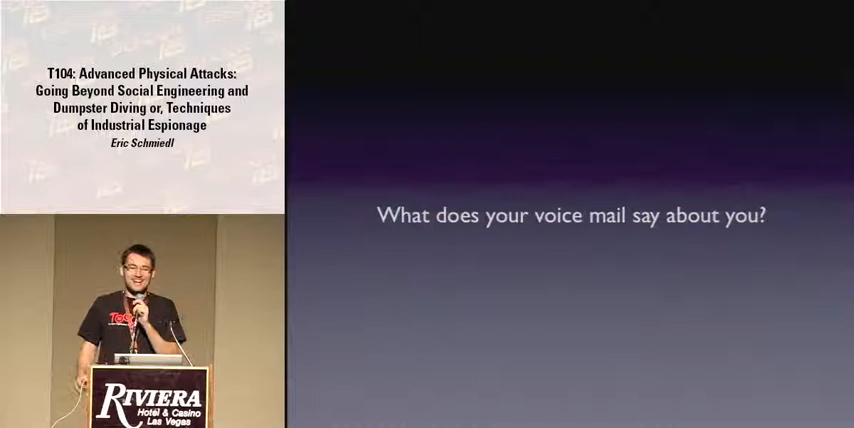 T104: Advanced Physical Attacks:
Going Beyond Social Engineering and
Dumpster Diving or, Techniques
of Industrial Espionage
Eric Schmiedl
What does your voice mail say about you?
RIVIERA
Hotel & Casino
Las Vegas